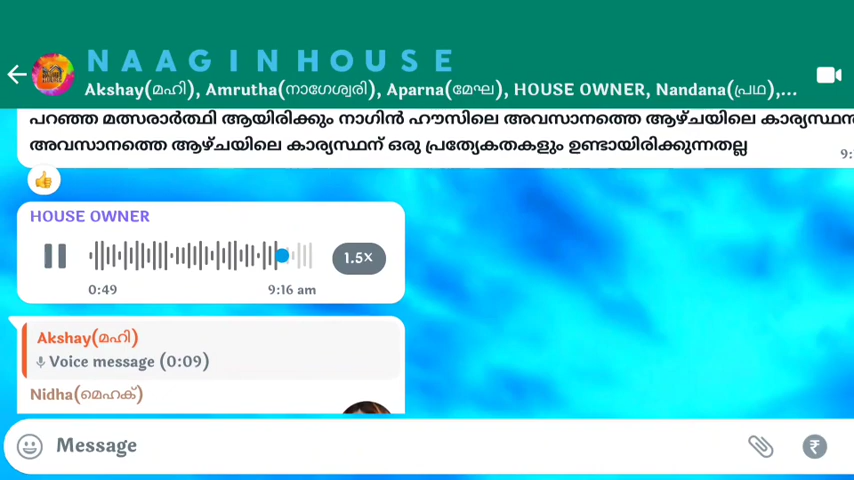 NAAGINHOUSE
Akshay(മഹി), Amrutha(നാഗേശ്വരി), Aparna(മേഘ), HOUSE OWNER, Nandana(പ്രഥ),...
പറഞ്ഞ മത്സരാർത്ഥി ആയിരിക്കും നാഗിൻ ഹൗസിലെ അവസാനത്തെ ആഴ്ചയിലെ കാര്യസ്ഥൻ
അവസാനത്തെ ആഴ്ചയിലെ കാര്യസ്ഥന് ഒരു പ്രത്യേകതകളും ഉണ്ടായിരിക്കുന്നതല്ല
9:
HOUSE OWNER
1.5×
0:49 9:16 am
Akshay(മഹി)
Voice message (0:09)
Nidha(മെഹക്)
Message